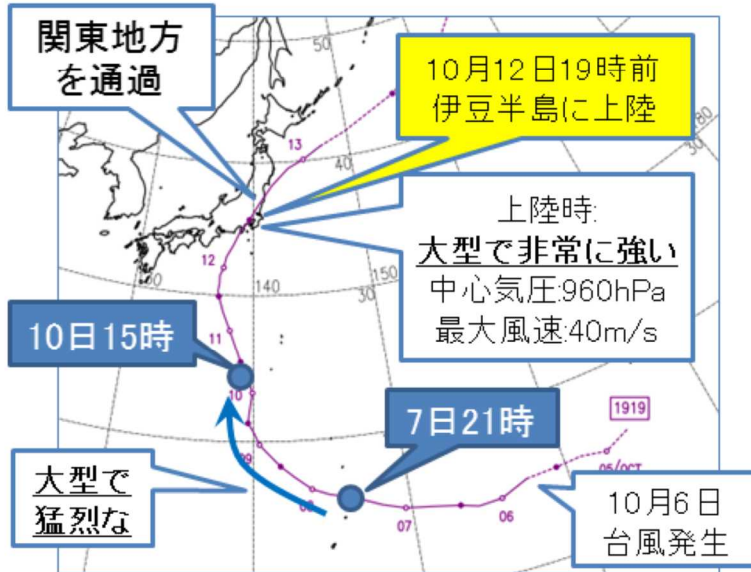 関東地方
を通過
10月12日19時前
伊豆半島に上陸
上陸時:
大型で非常に強い
中心気圧:960hPa
最大風速:40m/s
10日15時
7日21時
大型で
猛烈な
10月6日
台風発生
1919
05/OCT
06
07
08
09
10
11
12
13
50
40
180
30
150
30
140